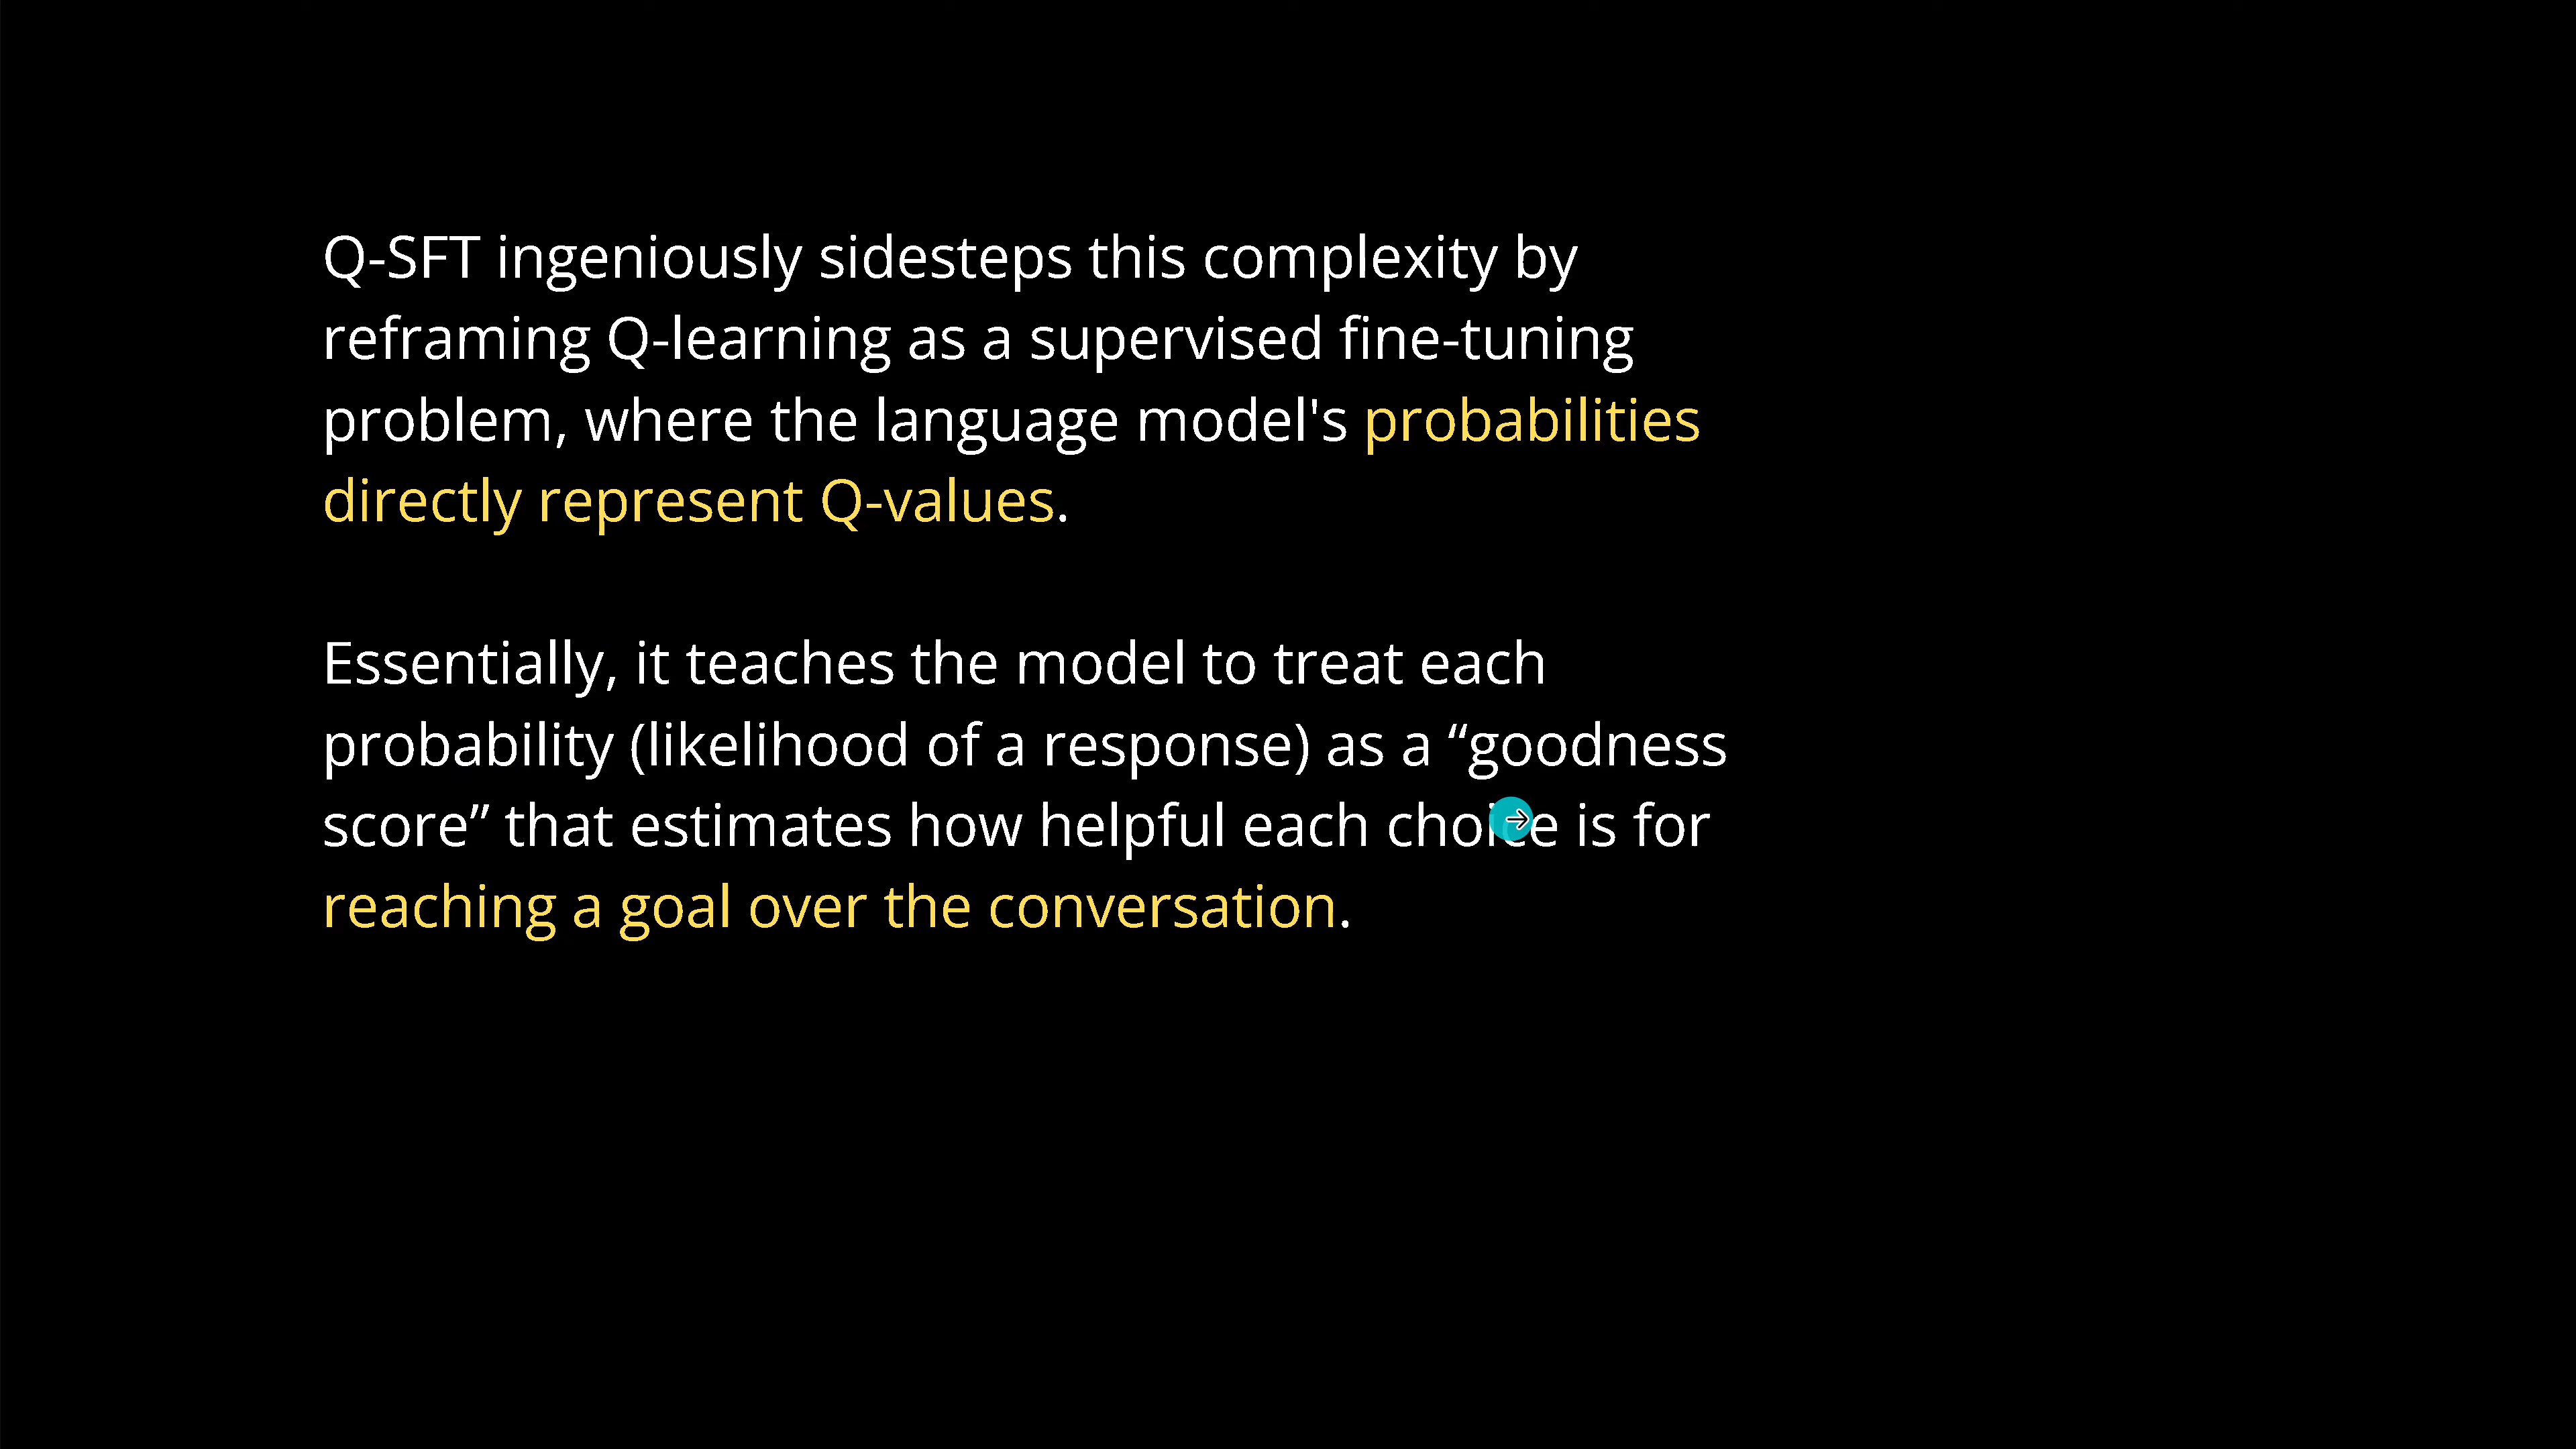 Q-SFT ingeniously sidesteps this complexity by
reframing Q-learning as a supervised fine-tuning
problem, where the language model's probabilities
directly represent Q-values.
Essentially, it teaches the model to treat each
probability (likelihood of a response) as a “goodness
score” that estimates how helpful each choice is for
reaching a goal over the conversation.